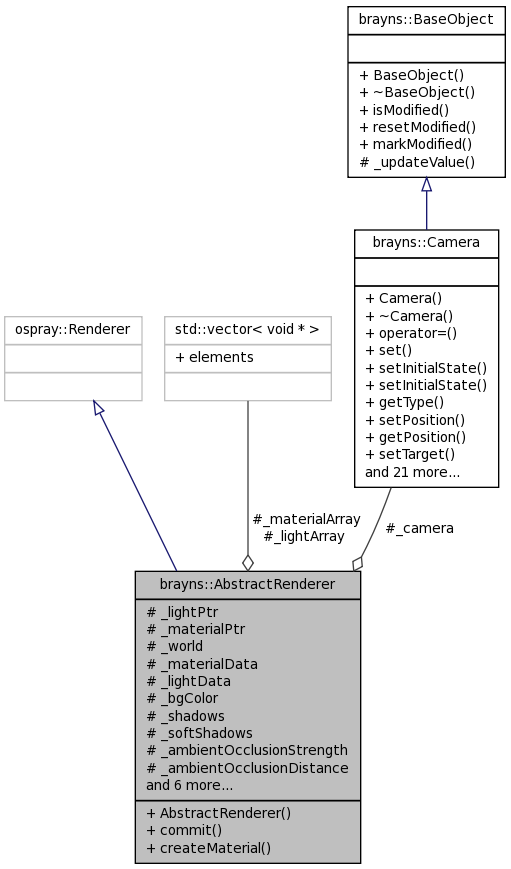 brayns::BaseObject
+ BaseObject()
+ ~BaseObject()
+ isModified()
+ resetModified()
+ markModified()
# _updateValue()
brayns::Camera
+ Camera()
+ ~Camera()
+ operator=()
+ set()
+ setInitialState()
+ setInitialState()
+ getType()
+ setPosition()
+ getPosition()
+ setTarget()
and 21 more...
ospray::Renderer
std::vector< void * >
+ elements
#_materialArray
#_lightArray
#_camera
brayns::AbstractRenderer
# _lightPtr
# _materialPtr
# _world
# _materialData
# _lightData
# _bgColor
# _shadows
# _softShadows
# _ambientOcclusionStrength
# _ambientOcclusionDistance
and 6 more...
+ AbstractRenderer()
+ commit()
+ createMaterial()